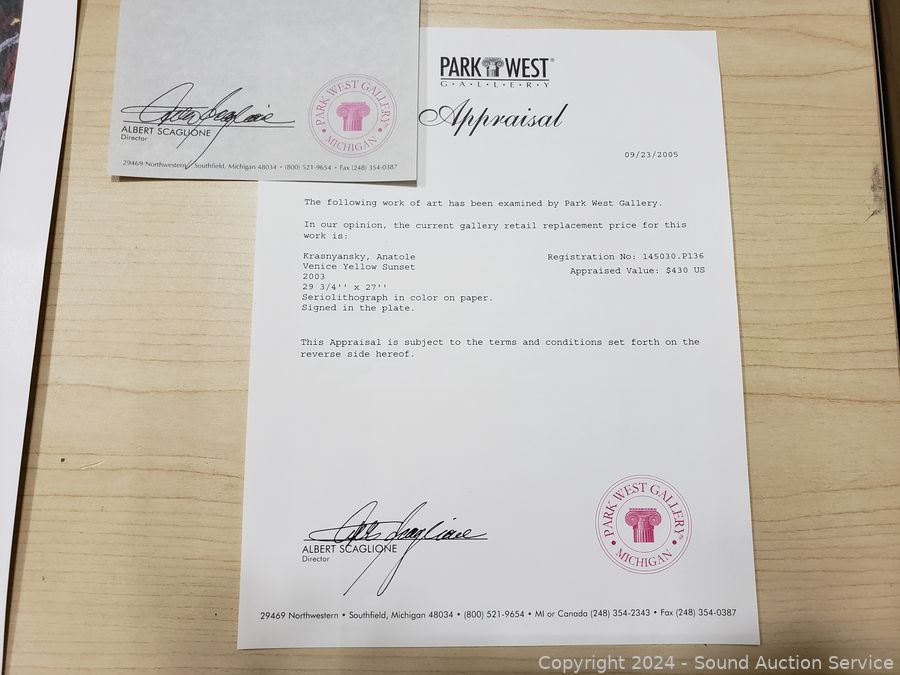 ALBERT SCAGLIONE
Director
PARK WEST GALLERY
MICHIGAN
29469 Northwestern • Southfield, Michigan 48034 • (800) 521-9654 • Fax (248) 354-0387
PARK WEST®
G•A•L•L•E•R•Y
Appraisal
09/23/2005
The following work of art has been examined by Park West Gallery.
In our opinion, the current gallery retail replacement price for this
work is:
Krasnyansky, Anatole
Venice Yellow Sunset
2003
29 3/4'' x 27''
Seriolithograph in color on paper.
Signed in the plate.
Registration No: 145030.P136
Appraised Value: $430 US
This Appraisal is subject to the terms and conditions set forth on the
reverse side hereof.
ALBERT SCAGLIONE
Director
PARK WEST GALLERY
MICHIGAN
29469 Northwestern • Southfield, Michigan 48034 • (800) 521-9654 • MI or Canada (248) 354-2343 • Fax (248) 354-0387
Copyright 2024 - Sound Auction Service